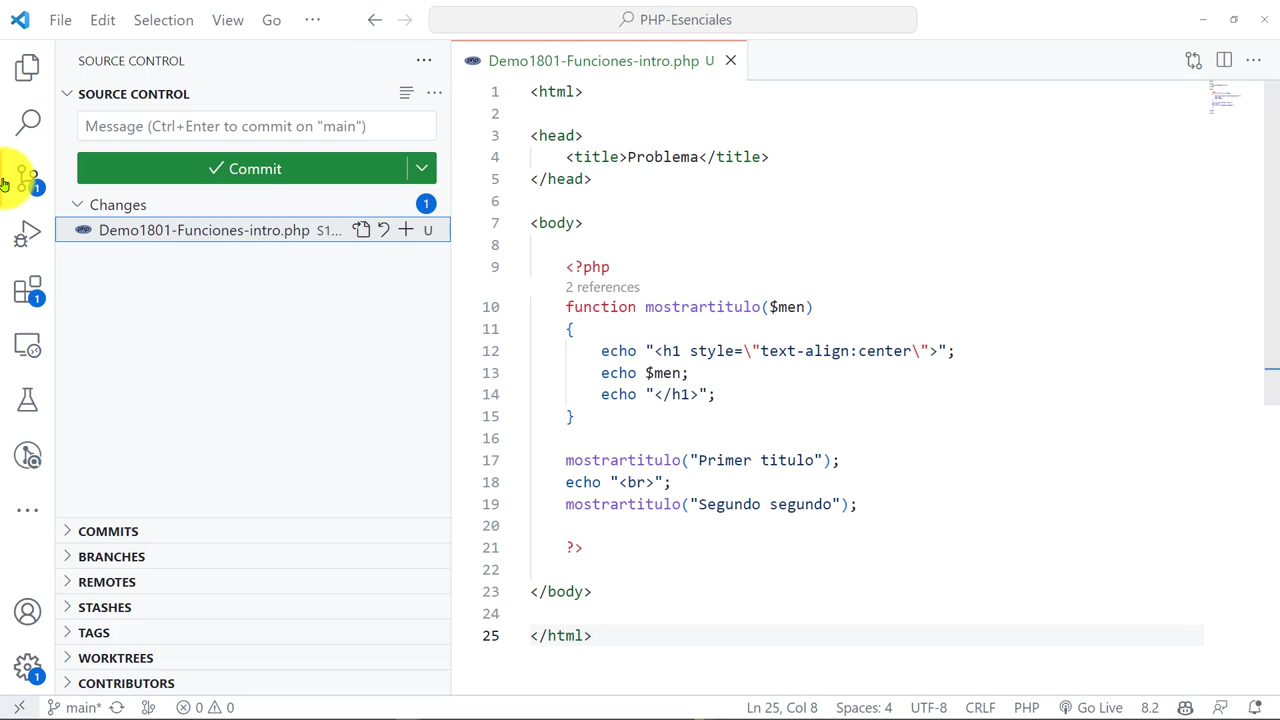 File Edit Selection View Go ··· PHP-Esenciales
SOURCE CONTROL ···
SOURCE CONTROL ···
Message (Ctrl+Enter to commit on "main")
Commit
1
Changes 1
Demo1801-Funciones-intro.php S1... U
1
COMMITS
BRANCHES
REMOTES
STASHES
TAGS
WORKTREES
CONTRIBUTORS
1
Demo1801-Funciones-intro.php U
1 <html>
2
3 <head>
4 <title>Problema</title>
5 </head>
6
7 <body>
8
9 <?php
2 references
10 function mostrartitulo($men)
11 {
12 echo "<h1 style=\"text-align:center\">";
13 echo $men;
14 echo "</h1>";
15 }
16
17 mostrartitulo("Primer titulo");
18 echo "<br>";
19 mostrartitulo("Segundo segundo");
20
21 ?>
22
23 </body>
24
25 </html>
main* 0 0 Ln 25, Col 8 Spaces: 4 UTF-8 CRLF PHP Go Live 8.2